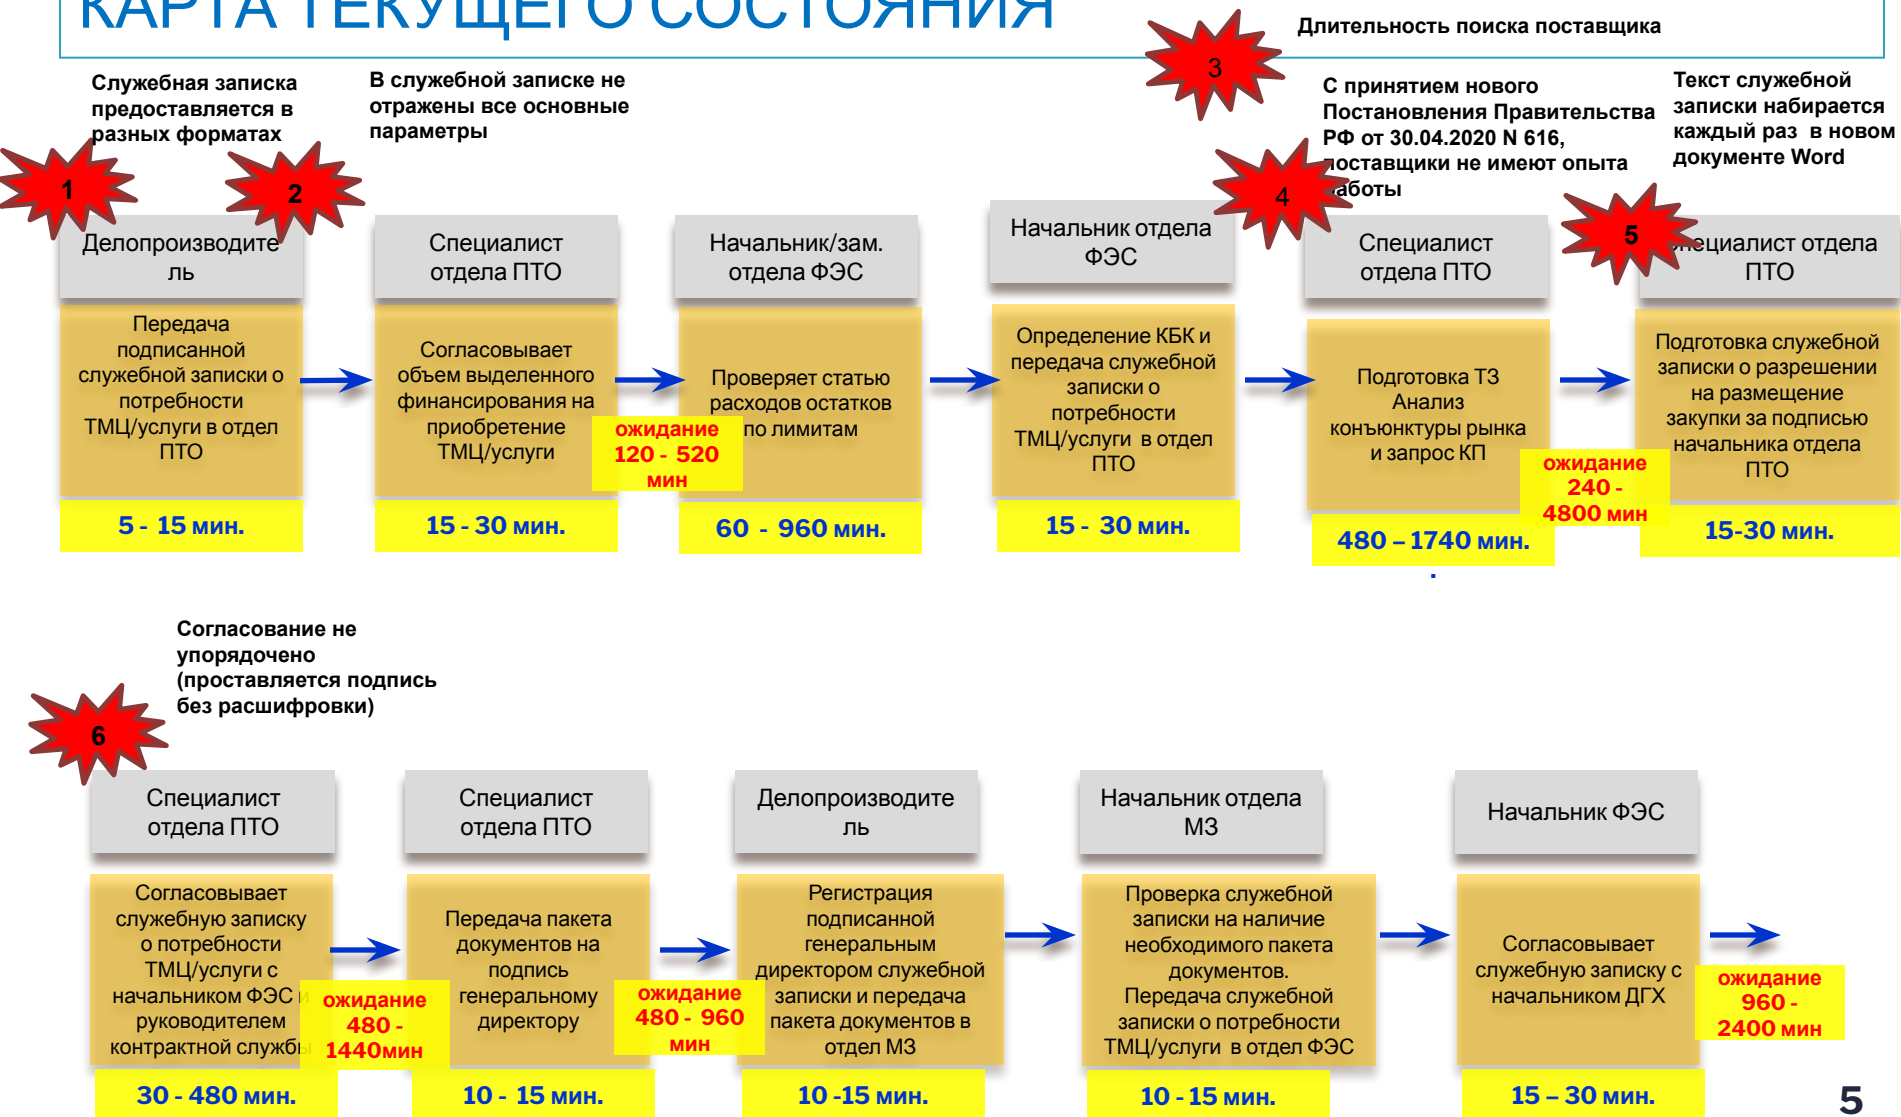 КАРТА ТЕКУЩЕГО СОСТОЯНИЯ
3
Длительность поиска поставщика
Служебная записка
предоставляется в
разных форматах
В служебной записке не
отражены все основные
параметры
С принятием нового
Постановления Правительства
РФ от 30.04.2020 N 616,
поставщики не имеют опыта
работы
Текст служебной
записки набирается
каждый раз в новом
документе Word
1
2
4
5
Делопроизводите
ль
Специалист
отдела ПТО
Начальник/зам.
отдела ФЭС
Начальник отдела
ФЭС
Специалист
отдела ПТО
Специалист отдела
ПТО
Передача
подписанной
служебной записки о
потребности
ТМЦ/услуги в отдел
ПТО
Согласовывает
объем выделенного
финансирования на
приобретение
ТМЦ/услуги
ожидание
120 - 520
мин
Проверяет статью
расходов остатков
по лимитам
Определение КБК и
передача служебной
записки о
потребности
ТМЦ/услуги в отдел
ПТО
Подготовка ТЗ
Анализ
конъюнктуры рынка
и запрос КП
ожидание
240 -
4800 мин
Подготовка служебной
записки о разрешении
на размещение
закупки за подписью
начальника отдела
ПТО
5 - 15 мин.
15 - 30 мин.
60 - 960 мин.
15 - 30 мин.
480 – 1740 мин.
.
15-30 мин.
Согласование не
упорядочено
(проставляется подпись
без расшифровки)
6
Специалист
отдела ПТО
Специалист
отдела ПТО
Делопроизводите
ль
Начальник отдела
МЗ
Начальник ФЭС
Согласовывает
служебную записку
о потребности
ТМЦ/услуги с
начальником ФЭС и
руководителем
контрактной службы
ожидание
480 -
1440мин
Передача пакета
документов на
подпись
генеральному
директору
ожидание
480 - 960
мин
Регистрация
подписанной
генеральным
директором служебной
записки и передача
пакета документов в
отдел МЗ
Проверка служебной
записки на наличие
необходимого пакета
документов.
Передача служебной
записки о потребности
ТМЦ/услуги в отдел ФЭС
Согласовывает
служебную записку с
начальником ДГХ
ожидание
960 -
2400 мин
30 - 480 мин.
10 - 15 мин.
10 -15 мин.
10 - 15 мин.
15 – 30 мин.
5